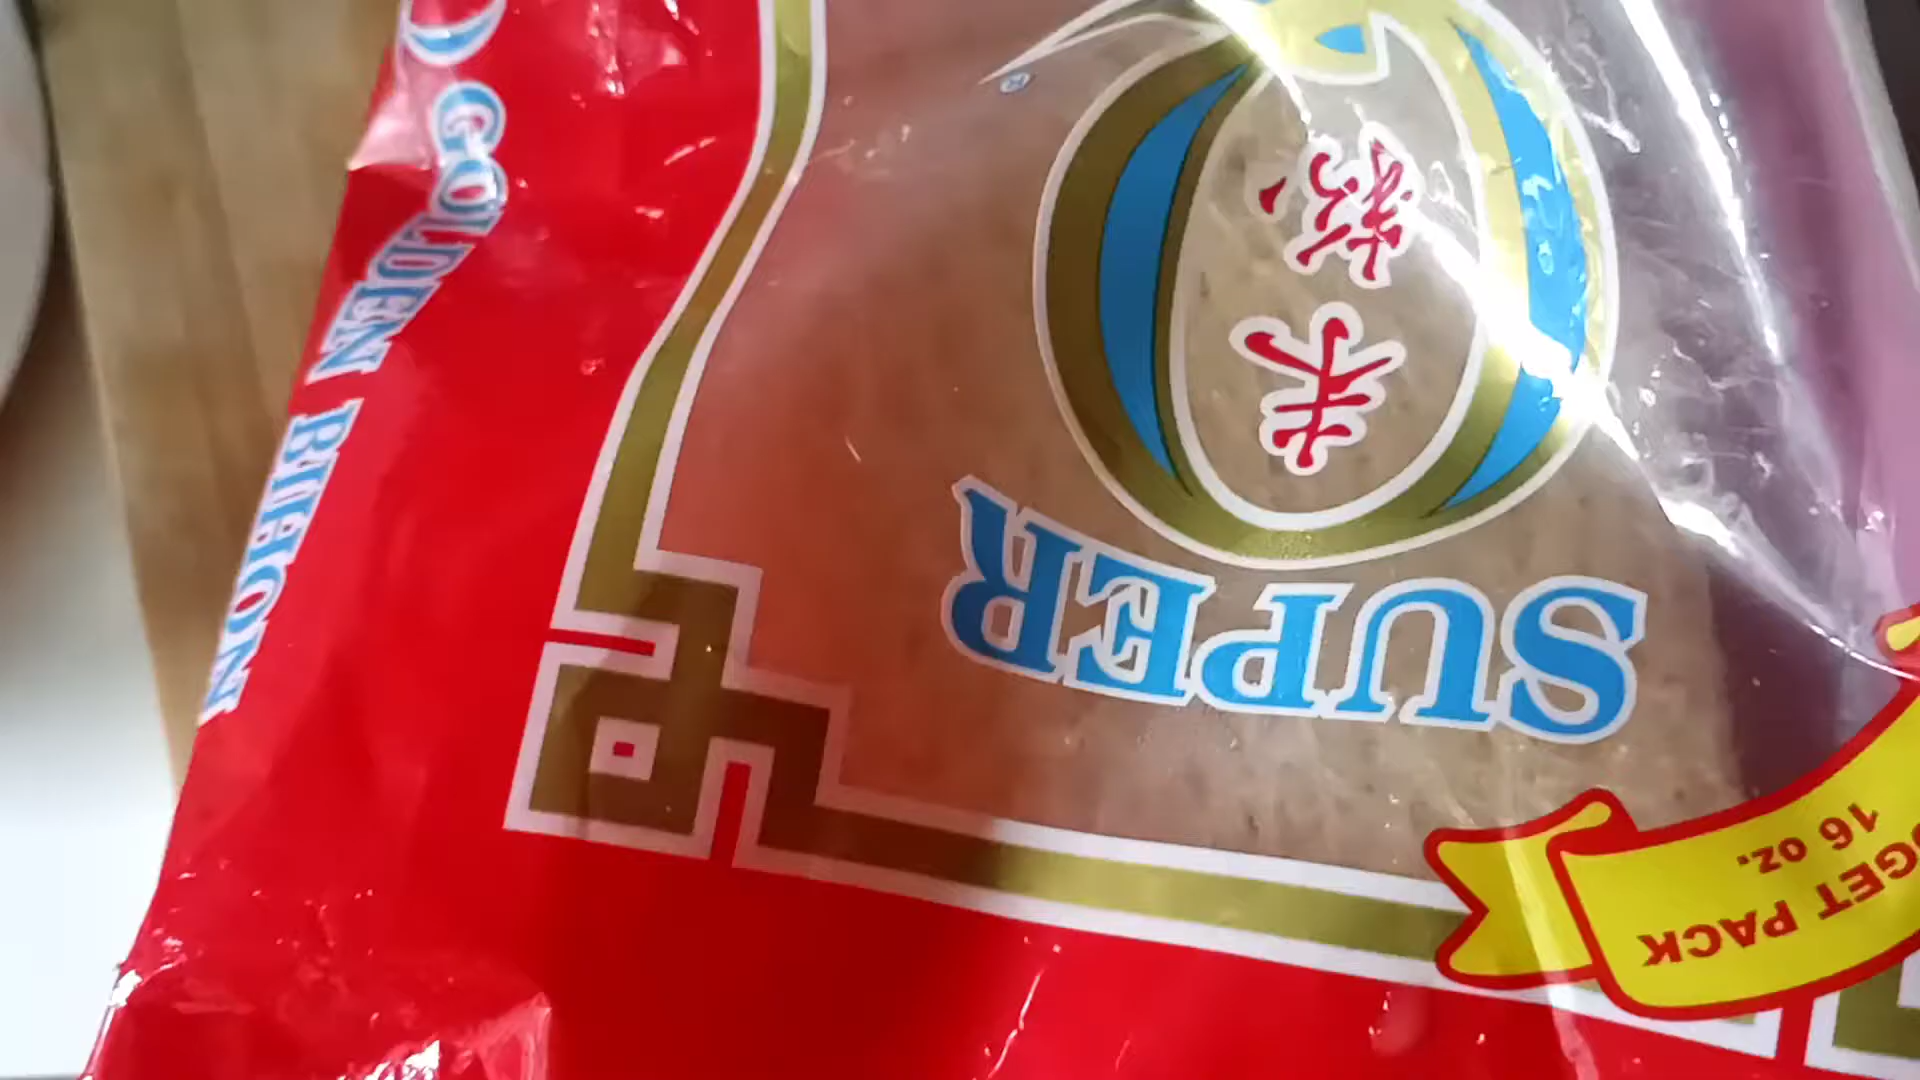 GET PACK
16 OZ.
SUPER
Q
米粉
GOLDEN BIHON